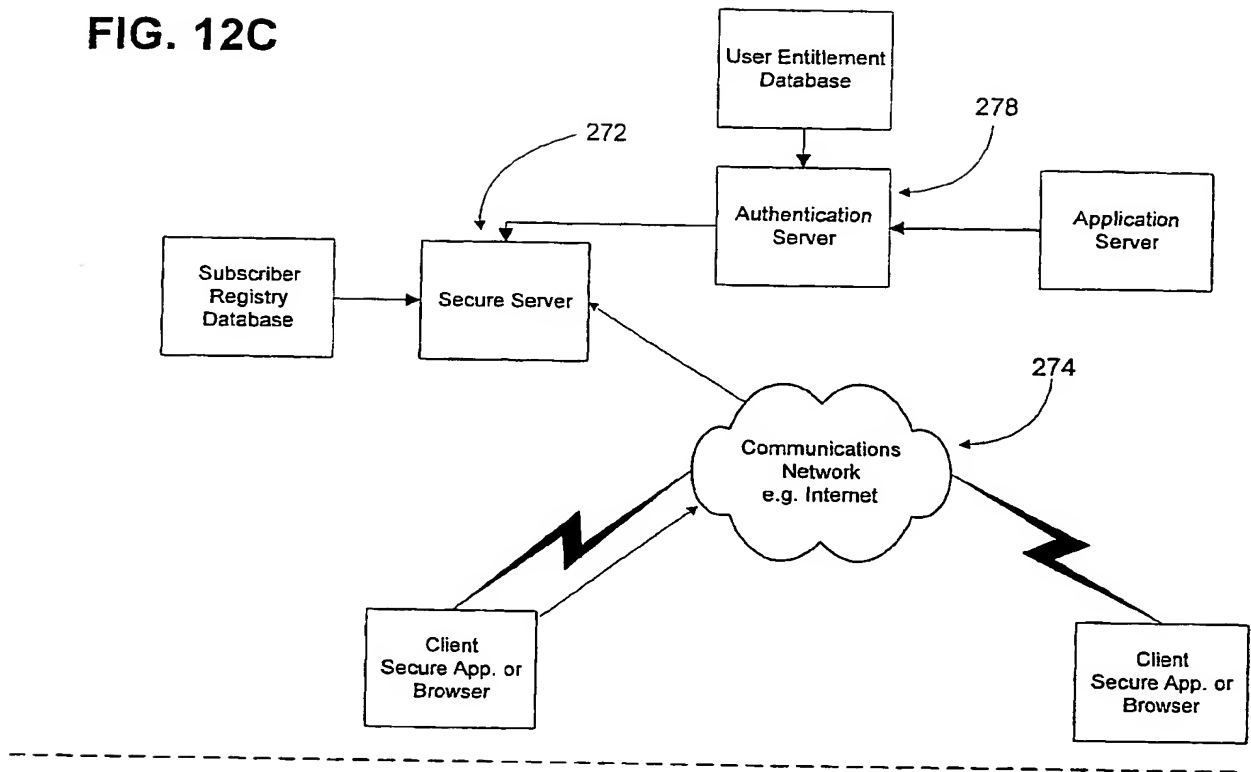 FIG. 12C
User Entitlement
Database
272
278
Authentication
Server
Application
Server
Subscriber
Registry
Database
Secure Server
274
Communications
Network
e.g. Internet
Client
Secure App. or
Browser
Client
Secure App. or
Browser